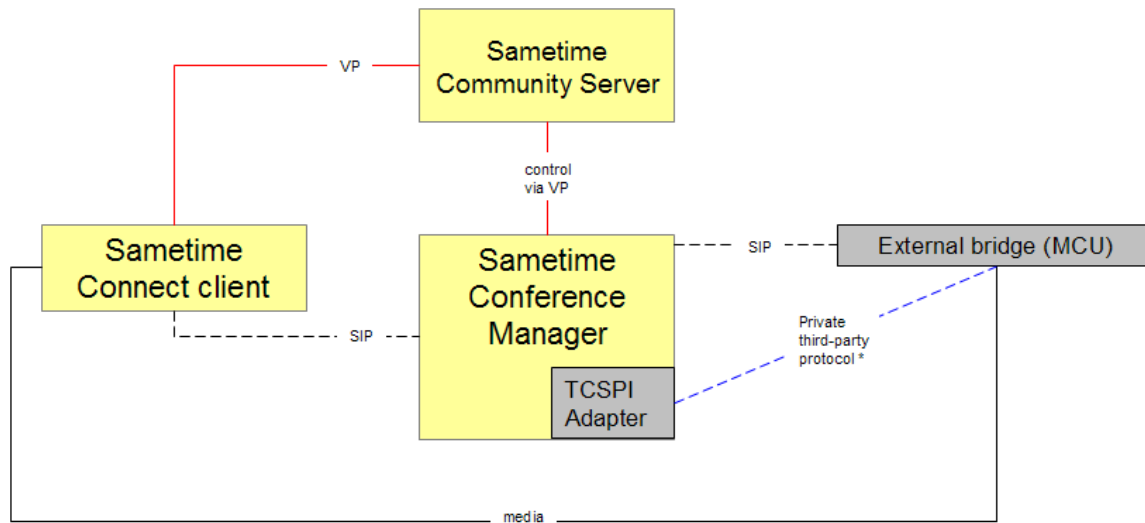 Sametime
Community Server
VP
control
via VP
Sametime
Connect client
Sametime
Conference
Manager
SIP
External bridge (MCU)
SIP
Private
third-party
protocol *
TCSPI
Adapter
media